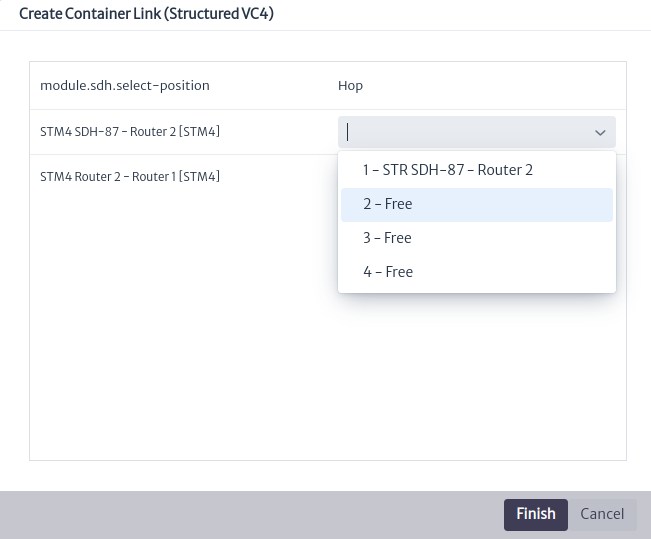 Create Container Link (Structured VC4)
module.sdh.select-position Hop
STM4 SDH-87 - Router 2 [STM4]
STM4 Router 2 - Router 1 [STM4]
1 - STR SDH-87 - Router 2
2 - Free
3 - Free
4 - Free
Finish Cancel